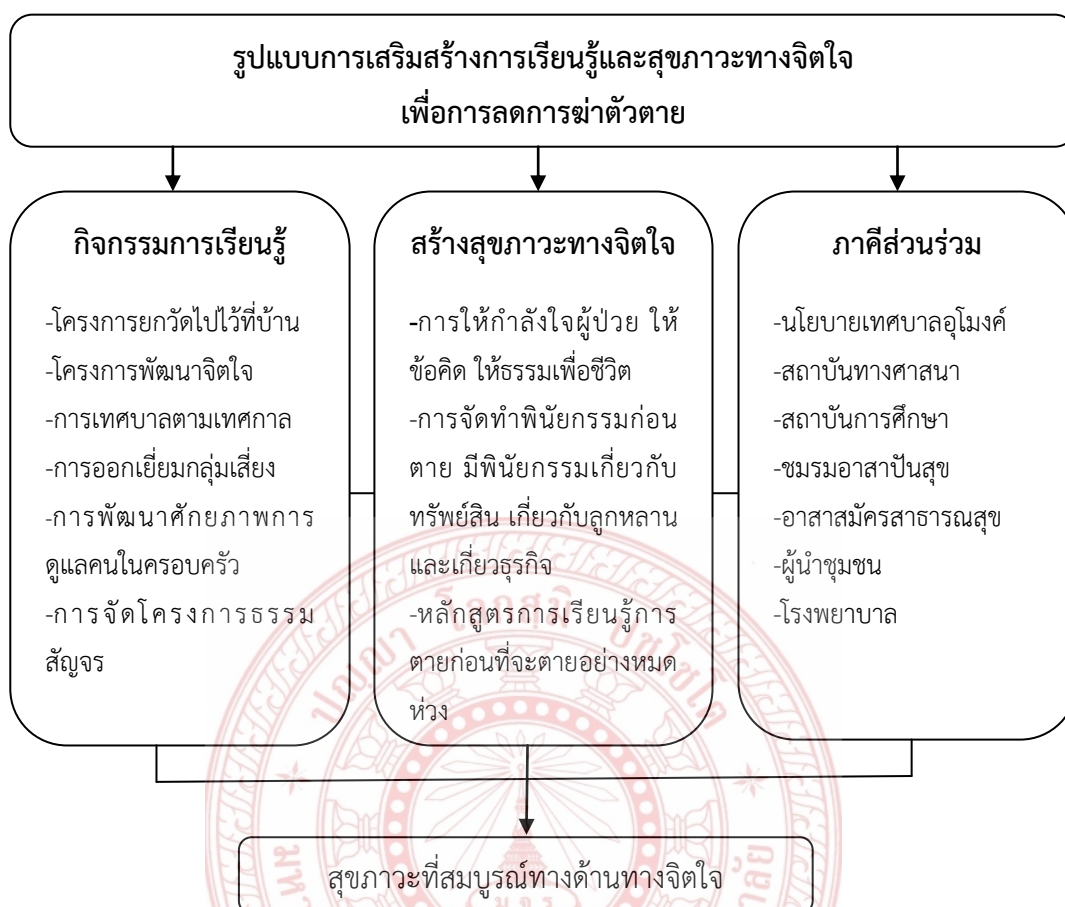 รูปแบบการเสริมสร้างการเรียนรู้และสุขภาวะทางจิตใจ
เพื่อการลดการฆ่าตัวตาย
กิจกรรมการเรียนรู้
-โครงการยกวัดไปไว้ที่บ้าน
-โครงการพัฒนาจิตใจ
-การเทศบาลตามเทศกาล
-การออกเยี่ยมกลุ่มเสี่ยง
-การพัฒนาศักยภาพการ
ดูแลคนในครอบครัว
-การจัดโครงการธรรม
สัญจร
สร้างสุขภาวะทางจิตใจ
-การให้กำลังใจผู้ป่วย ให้
ข้อคิด ให้ธรรมเพื่อชีวิต
-การจัดทำพินัยกรรมก่อน
ตาย มีพินัยกรรมเกี่ยวกับ
ทรัพย์สิน เกี่ยวกับลูกหลาน
และเกี่ยวธุรกิจ
-หลักสูตรการเรียนรู้การ
ตายก่อนที่จะตายอย่างหมด
ห่วง
ภาคีส่วนร่วม
-นโยบายเทศบาลอุโมงค์
-สถาบันทางศาสนา
-สถาบันการศึกษา
-ชมรมอาสาปันสุข
-อาสาสมัครสาธารณสุข
-ผู้นำชุมชน
-โรงพยาบาล
ปญฺญา โลกสฺมิ ปชฺโชโต
สุขภาวะที่สมบูรณ์ทางด้านทางจิตใจ
ม จ ร